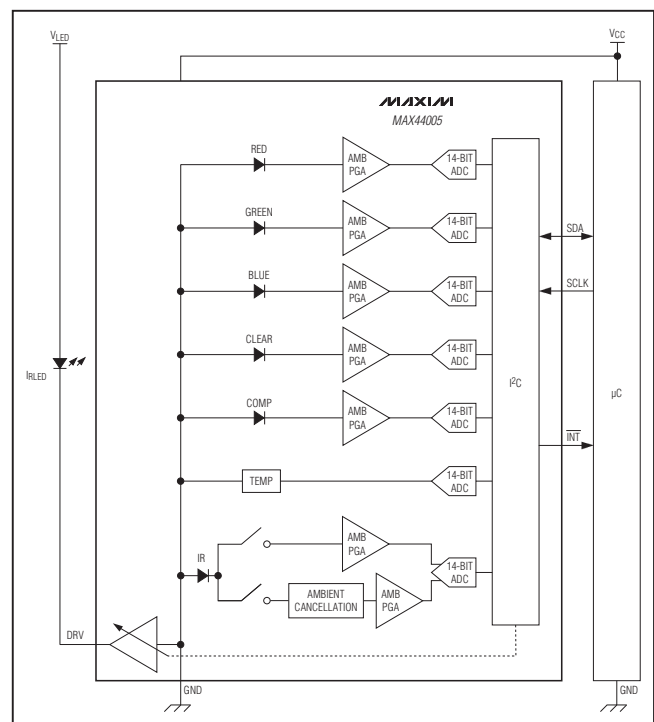 VLED
VCC
MAXIM
MAX44005
RED
AMB
PGA
14-BIT
ADC
GREEN
AMB
PGA
14-BIT
ADC
SDA
BLUE
AMB
PGA
14-BIT
ADC
SCLK
CLEAR
AMB
PGA
14-BIT
ADC
IRLED
I2C
µC
COMP
AMB
PGA
14-BIT
ADC
INT
TEMP
14-BIT
ADC
IR
AMB
PGA
14-BIT
ADC
AMBIENT
CANCELLATION
AMB
PGA
DRV
GND
GND